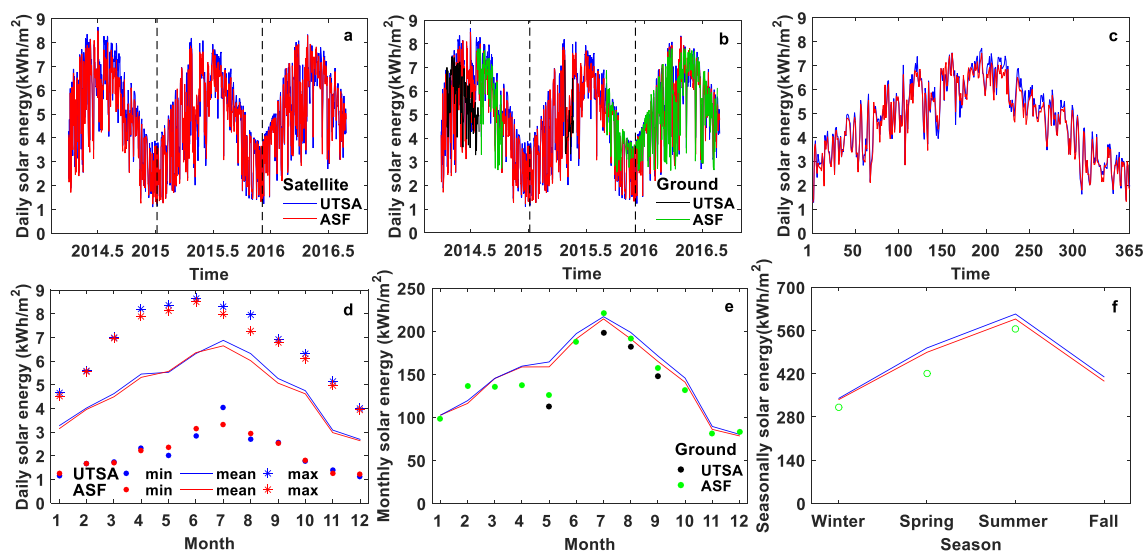 Daily solar energy(kWh/m²)
9
8
7
6
5
4
3
2
1
0
a
Satellite
UTSA
ASF
2014.5 2015 2015.5 2016 2016.5
Time
Daily solar energy(kWh/m²)
9
8
7
6
5
4
3
2
1
0
b
Ground
UTSA
ASF
2014.5 2015 2015.5 2016 2016.5
Time
Daily solar energy(kWh/m²)
9
8
7
6
5
4
3
2
1
0
c
1 50 100 150 200 250 300 365
Time
Daily solar energy (kWh/m²)
9
8
7
6
5
4
3
2
1
0
d
UTSA min mean max
ASF min mean max
1 2 3 4 5 6 7 8 9 10 11 12
Month
Monthly solar energy (kWh/m²)
250
200
150
100
50
0
e
Ground
UTSA
ASF
1 2 3 4 5 6 7 8 9 10 11 12
Month
Seasonally solar energy(kWh/m²)
700
560
420
280
140
0
f
Winter Spring Summer Fall
Season